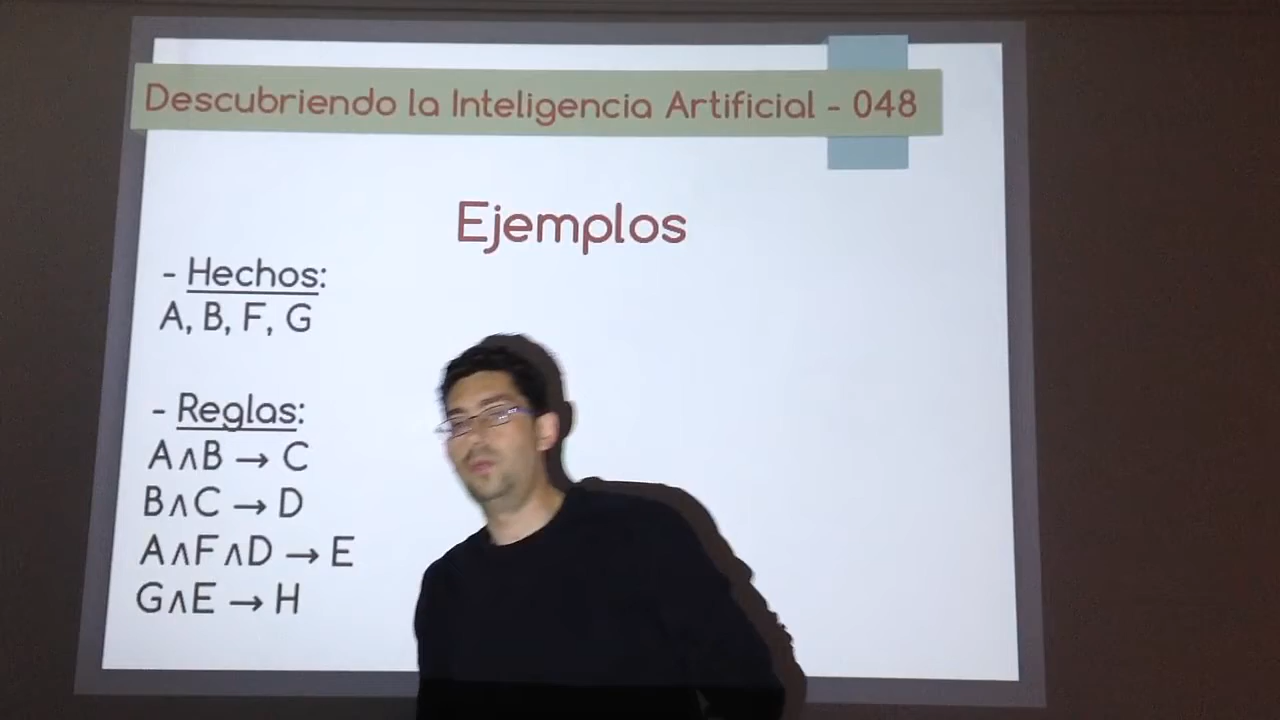 Descubriendo la Inteligencia Artificial - 048
Ejemplos
- Hechos:
A, B, F, G
- Reglas:
A∧B → C
B∧C → D
A∧F∧D → E
G∧E → H